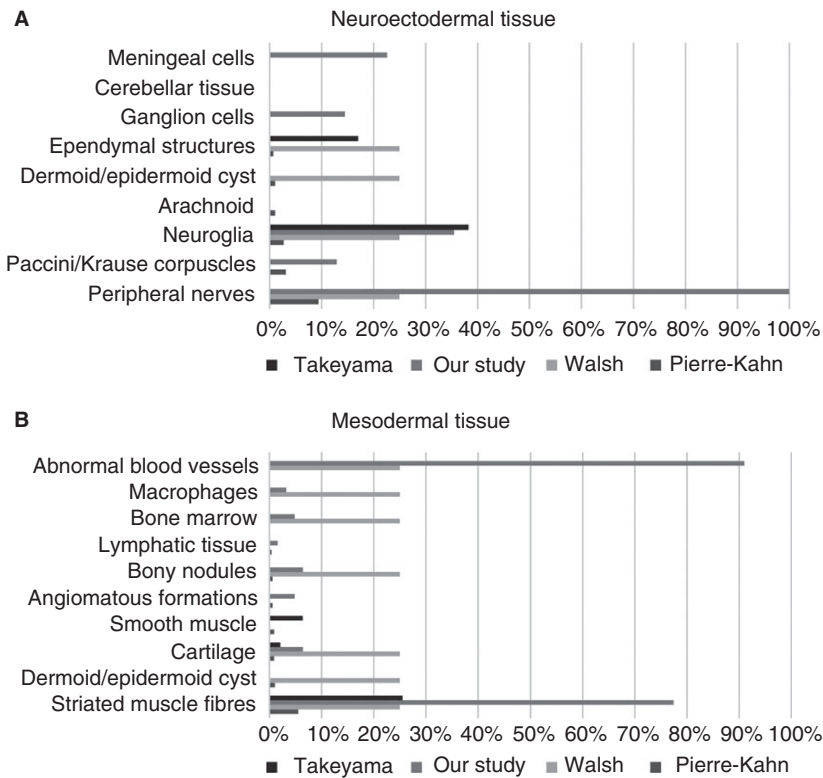 A
Neuroectodermal tissue
Meningeal cells
Cerebellar tissue
Ganglion cells
Ependymal structures
Dermoid/epidermoid cyst
Arachnoid
Neuroglia
Paccini/Krause corpuscles
Peripheral nerves
0% 10% 20% 30% 40% 50% 60% 70% 80% 90% 100%
Takeyama Our study Walsh Pierre-Kahn
B
Mesodermal tissue
Abnormal blood vessels
Macrophages
Bone marrow
Lymphatic tissue
Bony nodules
Angiomatous formations
Smooth muscle
Cartilage
Dermoid/epidermoid cyst
Striated muscle fibres
0% 10% 20% 30% 40% 50% 60% 70% 80% 90% 100%
Takeyama Our study Walsh Pierre-Kahn